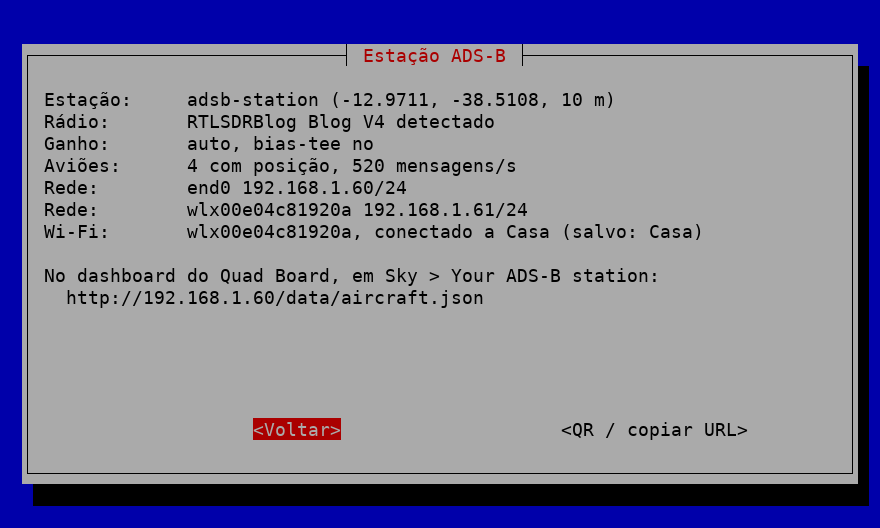 Estação ADS-B
Estação: adsb-station (-12.9711, -38.5108, 10 m)
Rádio: RTLSDRBlog Blog V4 detectado
Ganho: auto, bias-tee no
Aviões: 4 com posição, 520 mensagens/s
Rede: end0 192.168.1.60/24
Rede: wlx00e04c81920a 192.168.1.61/24
Wi-Fi: wlx00e04c81920a, conectado a Casa (salvo: Casa)
No dashboard do Quad Board, em Sky > Your ADS-B station:
http://192.168.1.60/data/aircraft.json
<Voltar> <QR / copiar URL>